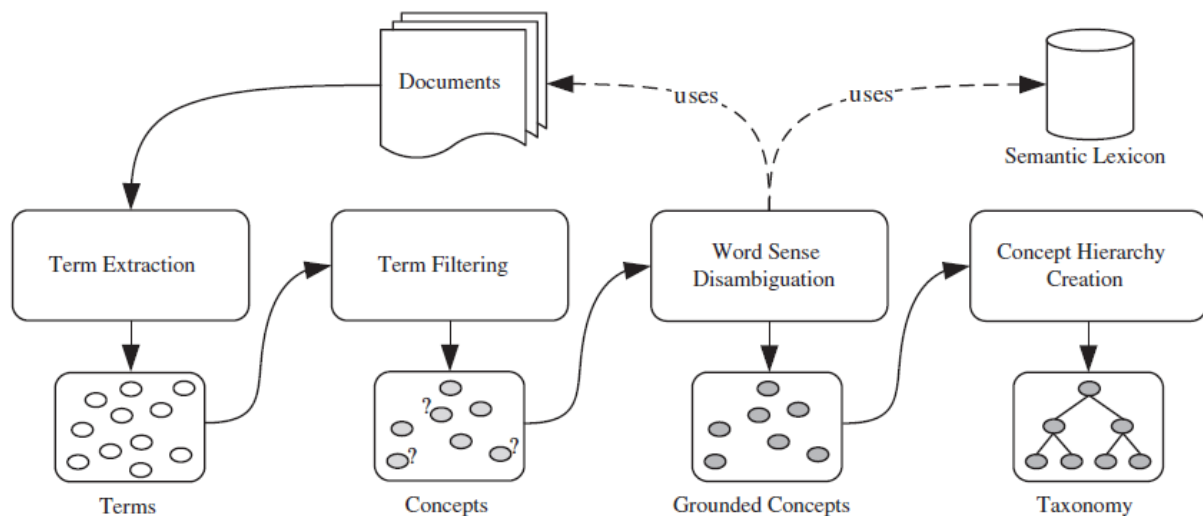 Documents
uses
uses
Semantic Lexicon
Term Extraction
Term Filtering
Word Sense
Disambiguation
Concept Hierarchy
Creation
?
?
?
Terms
Concepts
Grounded Concepts
Taxonomy